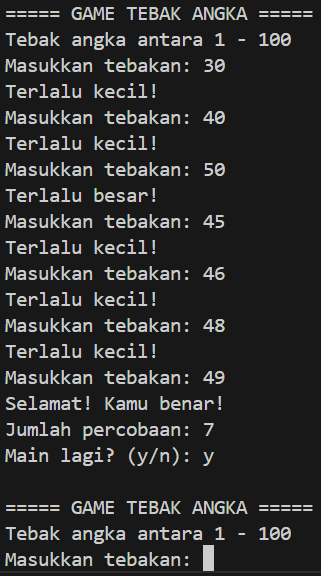 ===== GAME TEBAK ANGKA =====
Tebak angka antara 1 - 100
Masukkan tebakan: 30
Terlalu kecil!
Masukkan tebakan: 40
Terlalu kecil!
Masukkan tebakan: 50
Terlalu besar!
Masukkan tebakan: 45
Terlalu kecil!
Masukkan tebakan: 46
Terlalu kecil!
Masukkan tebakan: 48
Terlalu kecil!
Masukkan tebakan: 49
Selamat! Kamu benar!
Jumlah percobaan: 7
Main lagi? (y/n): y

===== GAME TEBAK ANGKA =====
Tebak angka antara 1 - 100
Masukkan tebakan: